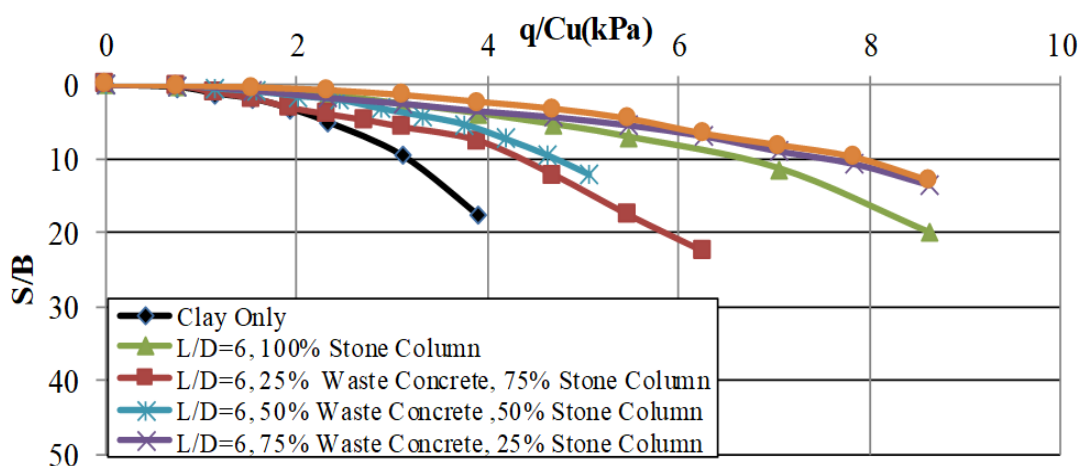 q/Cu(kPa)
0 2 4 6 8 10
0
10
20
30
40
50
S/B
Clay Only
L/D=6, 100% Stone Column
L/D=6, 25% Waste Concrete, 75% Stone Column
L/D=6, 50% Waste Concrete ,50% Stone Column
L/D=6, 75% Waste Concrete, 25% Stone Column